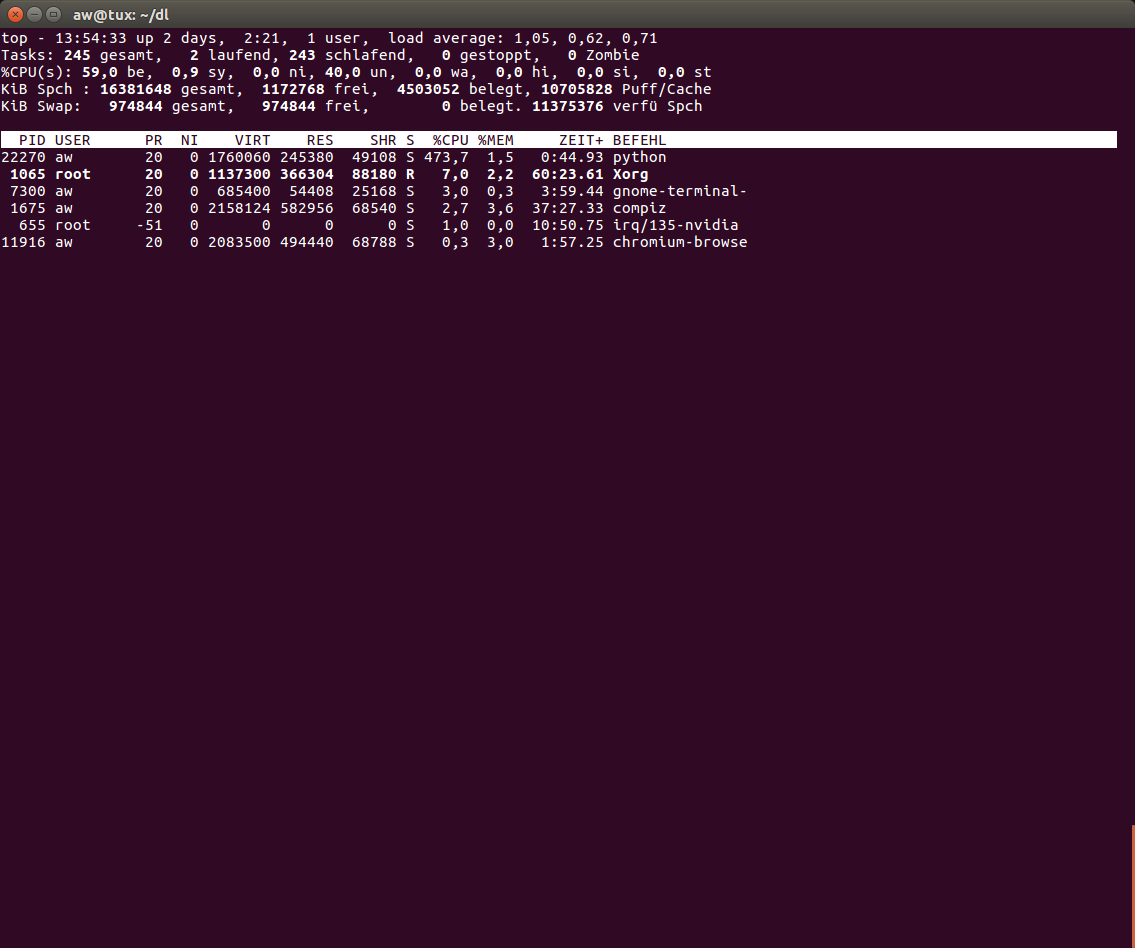 aw@tux: ~/dl
top - 13:54:33 up 2 days,  2:21,  1 user,  load average: 1,05, 0,62, 0,71
Tasks: 245 gesamt,   2 laufend, 243 schlafend,   0 gestoppt,   0 Zombie
%CPU(s): 59,0 be,  0,9 sy,  0,0 ni, 40,0 un,  0,0 wa,  0,0 hi,  0,0 si,  0,0 st
KiB Spch : 16381648 gesamt,  1172768 frei,  4503052 belegt, 10705828 Puff/Cache
KiB Swap:   974844 gesamt,   974844 frei,        0 belegt. 11375376 verfü Spch
  PID USER      PR  NI    VIRT    RES    SHR S  %CPU %MEM     ZEIT+ BEFEHL
22270 aw        20   0 1760060 245380  49108 S 473,7  1,5   0:44.93 python
 1065 root      20   0 1137300 366304  88180 R   7,0  2,2  60:23.61 Xorg
 7300 aw        20   0  685400  54408  25168 S   3,0  0,3   3:59.44 gnome-terminal-
 1675 aw        20   0 2158124 582956  68540 S   2,7  3,6  37:27.33 compiz
  655 root     -51   0       0      0      0 S   1,0  0,0  10:50.75 irq/135-nvidia
11916 aw        20   0 2083500 494440  68788 S   0,3  3,0   1:57.25 chromium-browse